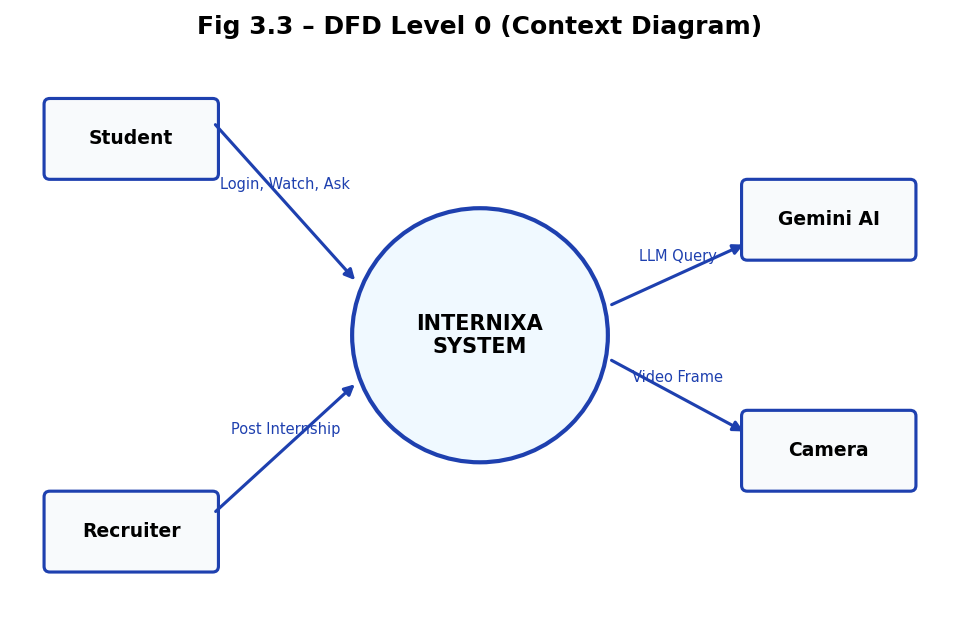 Fig 3.3 – DFD Level 0 (Context Diagram)
Student
Login, Watch, Ask
Gemini AI
LLM Query
INTERNIXA
SYSTEM
Video Frame
Post Internship
Camera
Recruiter